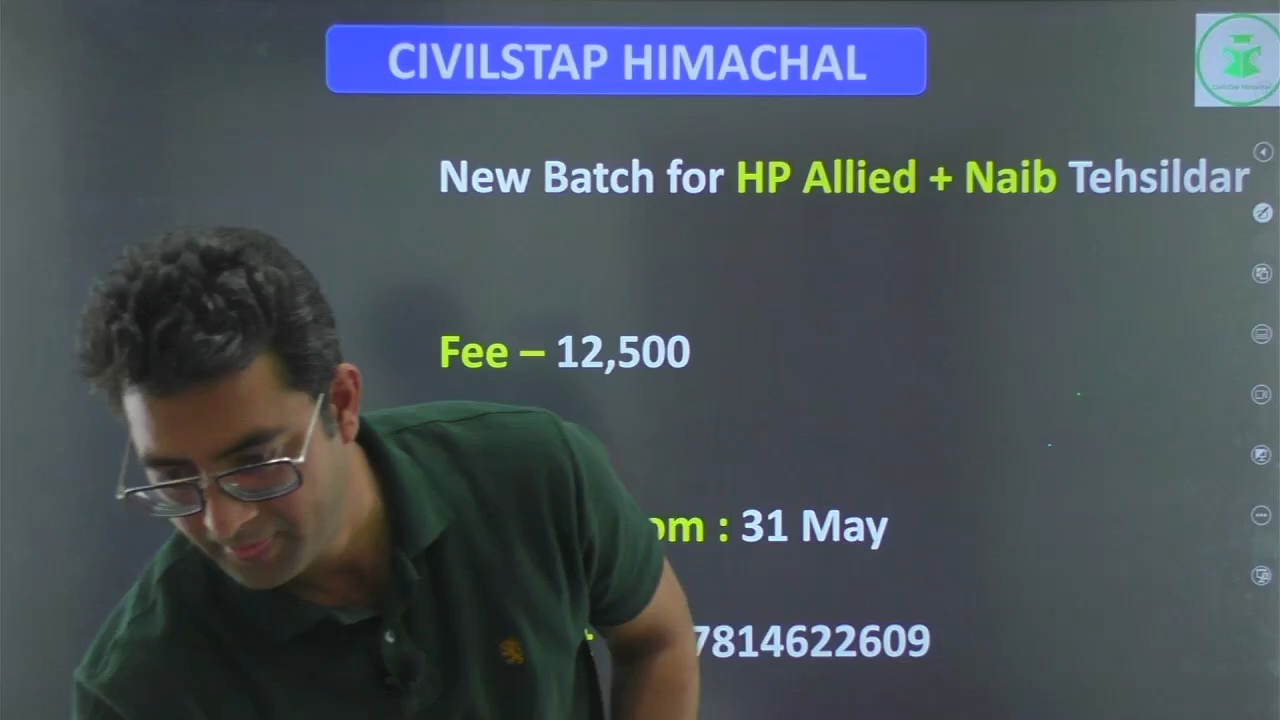 CIVILSTAP HIMACHAL
New Batch for HP Allied + Naib Tehsildar
Fee – 12,500
om : 31 May
7814622609